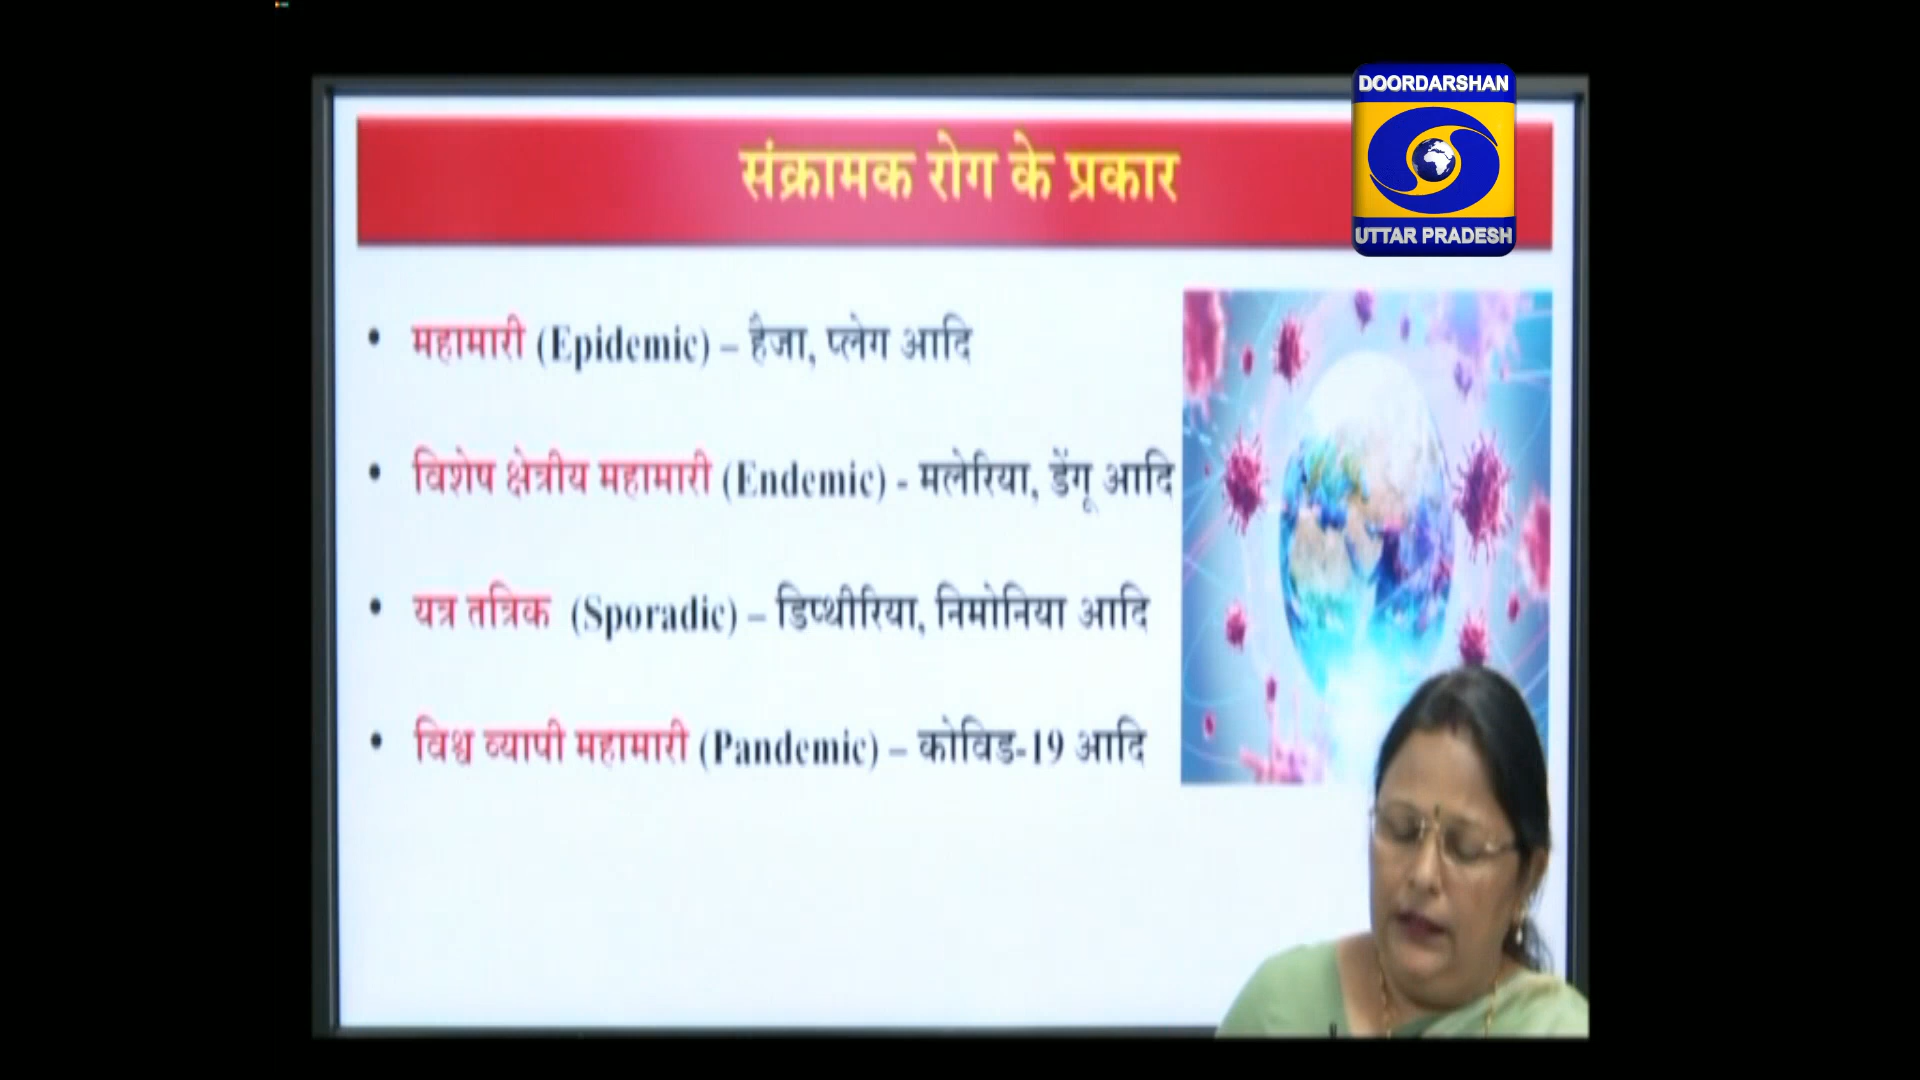 DOORDARSHAN
UTTAR PRADESH
संक्रामक रोग के प्रकार
• महामारी (Epidemic) – हैजा, प्लेग आदि
• विशेष क्षेत्रीय महामारी (Endemic) - मलेरिया, डेंगू आदि
• यत्र तत्रिक (Sporadic) – डिप्थीरिया, निमोनिया आदि
• विश्व व्यापी महामारी (Pandemic) – कोविड-19 आदि